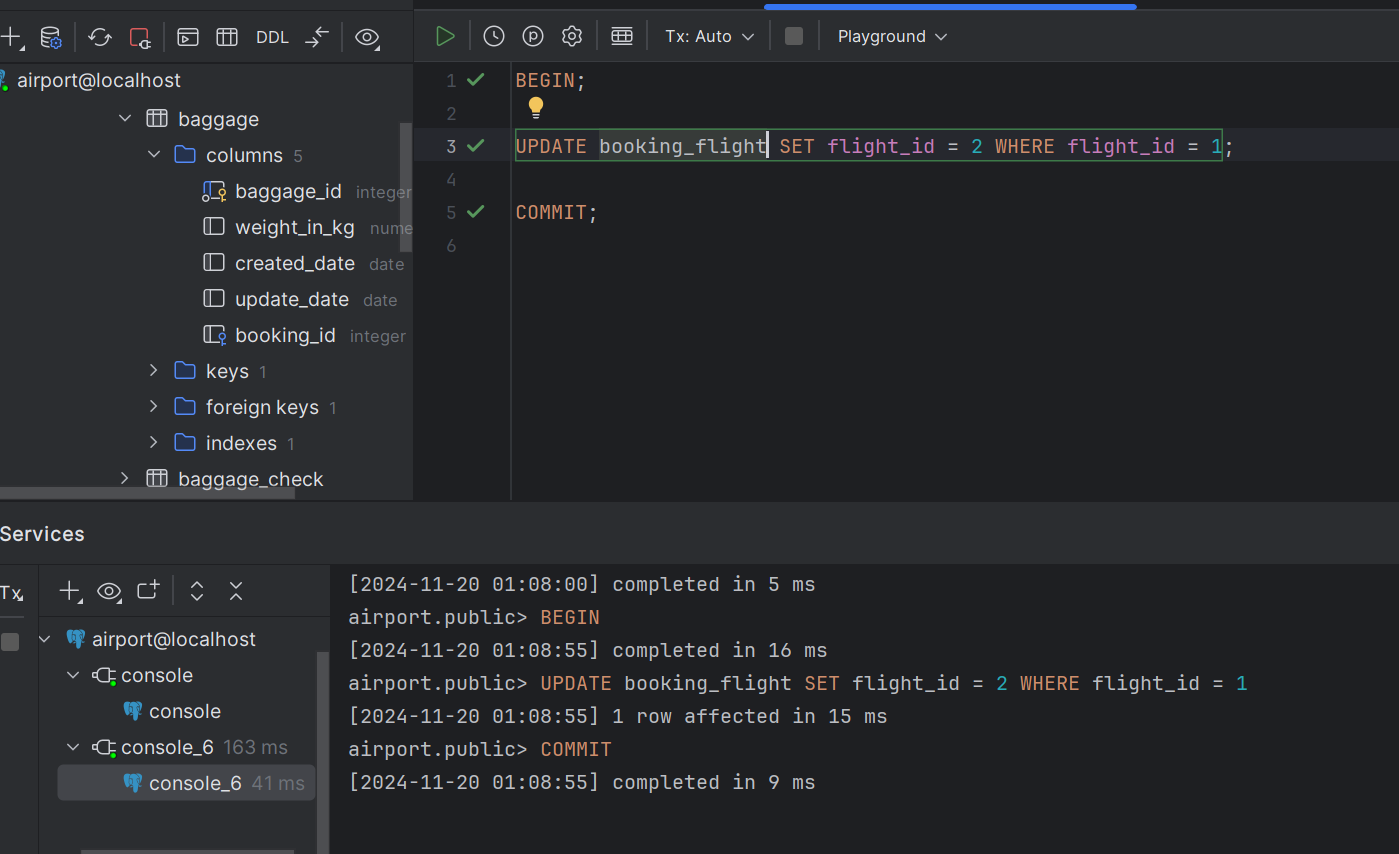 DDL
Tx: Auto
Playground
airport@localhost
baggage
columns 5
baggage_id integer
weight_in_kg nume
created_date date
update_date date
booking_id integer
keys 1
foreign keys 1
indexes 1
baggage_check
1 BEGIN;
2
3 UPDATE booking_flight SET flight_id = 2 WHERE flight_id = 1;
4
5 COMMIT;
6
Services
Tx
airport@localhost
console
console
console_6 163 ms
console_6 41 ms
[2024-11-20 01:08:00] completed in 5 ms
airport.public> BEGIN
[2024-11-20 01:08:55] completed in 16 ms
airport.public> UPDATE booking_flight SET flight_id = 2 WHERE flight_id = 1
[2024-11-20 01:08:55] 1 row affected in 15 ms
airport.public> COMMIT
[2024-11-20 01:08:55] completed in 9 ms